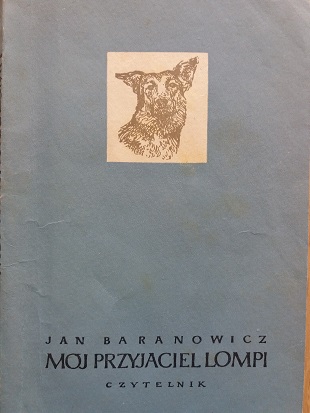 JAN BARANOWICZ
MÓJ PRZYJACIEL LOMPI
CZYTELNIK